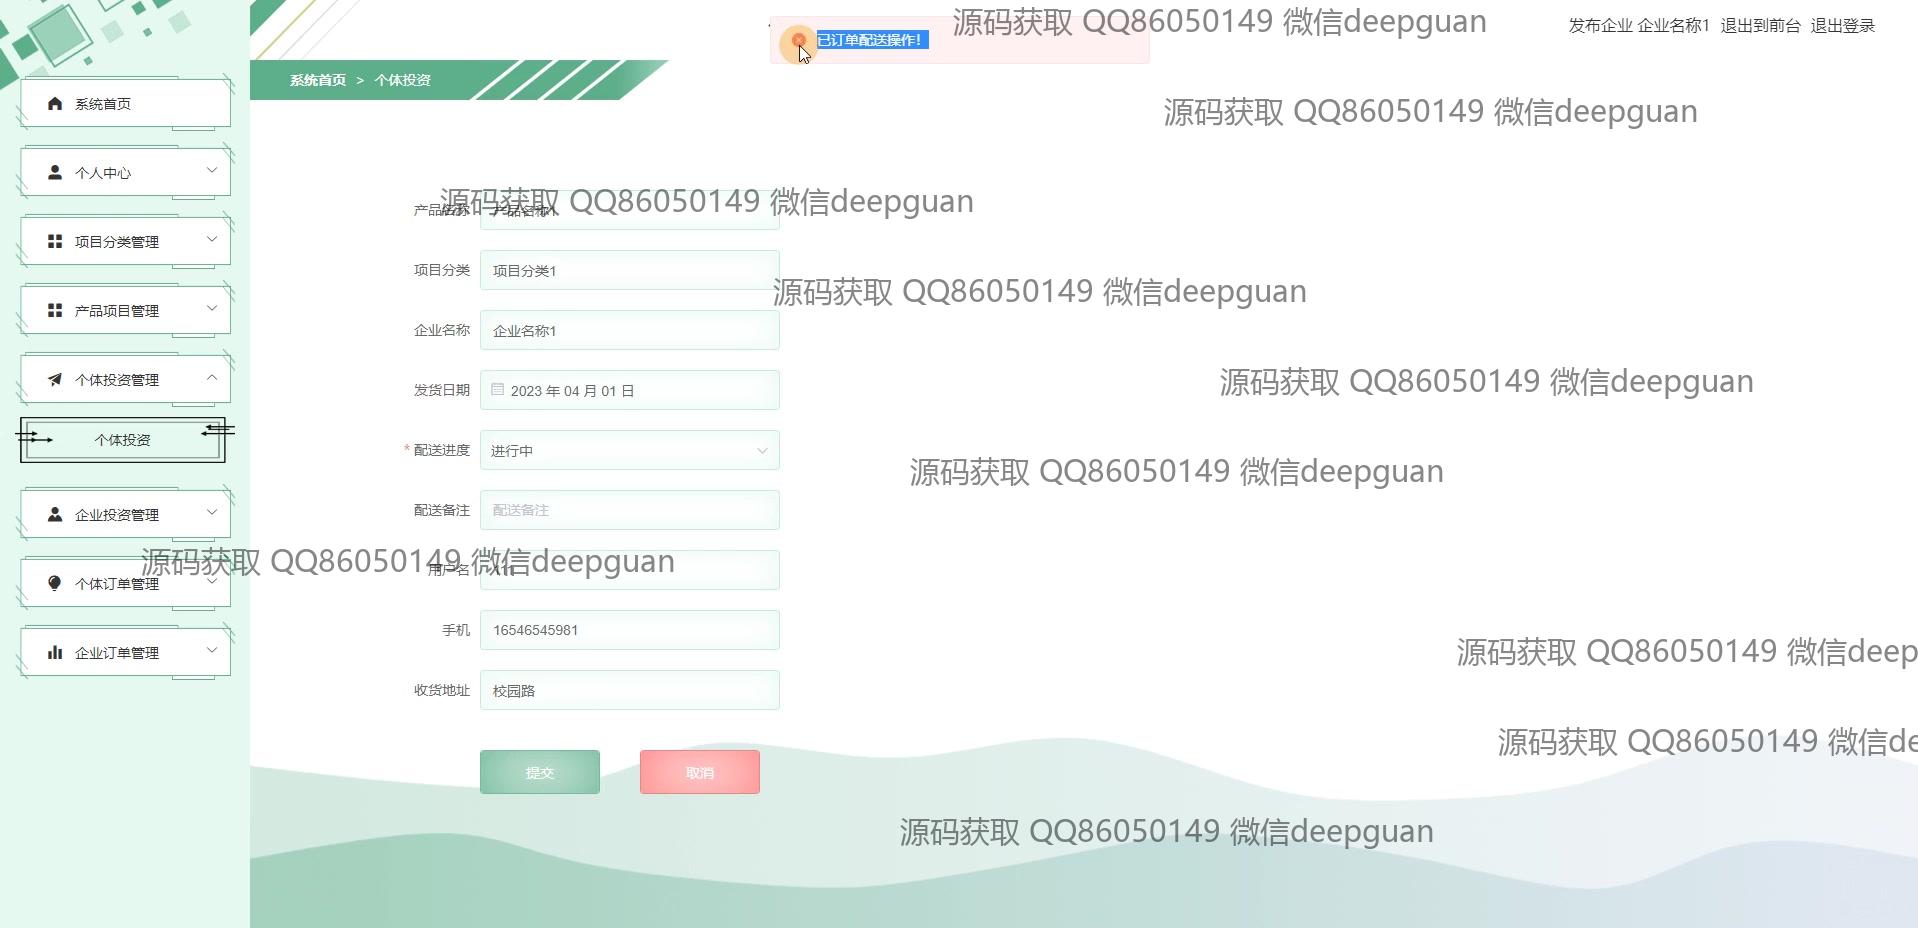 已订单配送操作！
源码获取 QQ86050149 微信deepguan
发布企业 企业名称1 退出到前台 退出登录
系统首页 > 个体投资
系统首页
源码获取 QQ86050149 微信deepguan
个人中心
源码获取 QQ86050149 微信deepguan
产品名称 产品名称1
项目分类管理
项目分类 项目分类1
源码获取 QQ86050149 微信deepguan
产品项目管理
企业名称 企业名称1
个体投资管理
发货日期 2023 年 04 月 01 日
源码获取 QQ86050149 微信deepguan
个体投资
* 配送进度 进行中
源码获取 QQ86050149 微信deepguan
企业投资管理
配送备注 配送备注
源码获取 QQ86050149 微信deepguan
个体订单管理
用户名 111
手机 16546545981
企业订单管理
源码获取 QQ86050149 微信deep
收货地址 校园路
源码获取 QQ86050149 微信de
提交 取消
源码获取 QQ86050149 微信deepguan